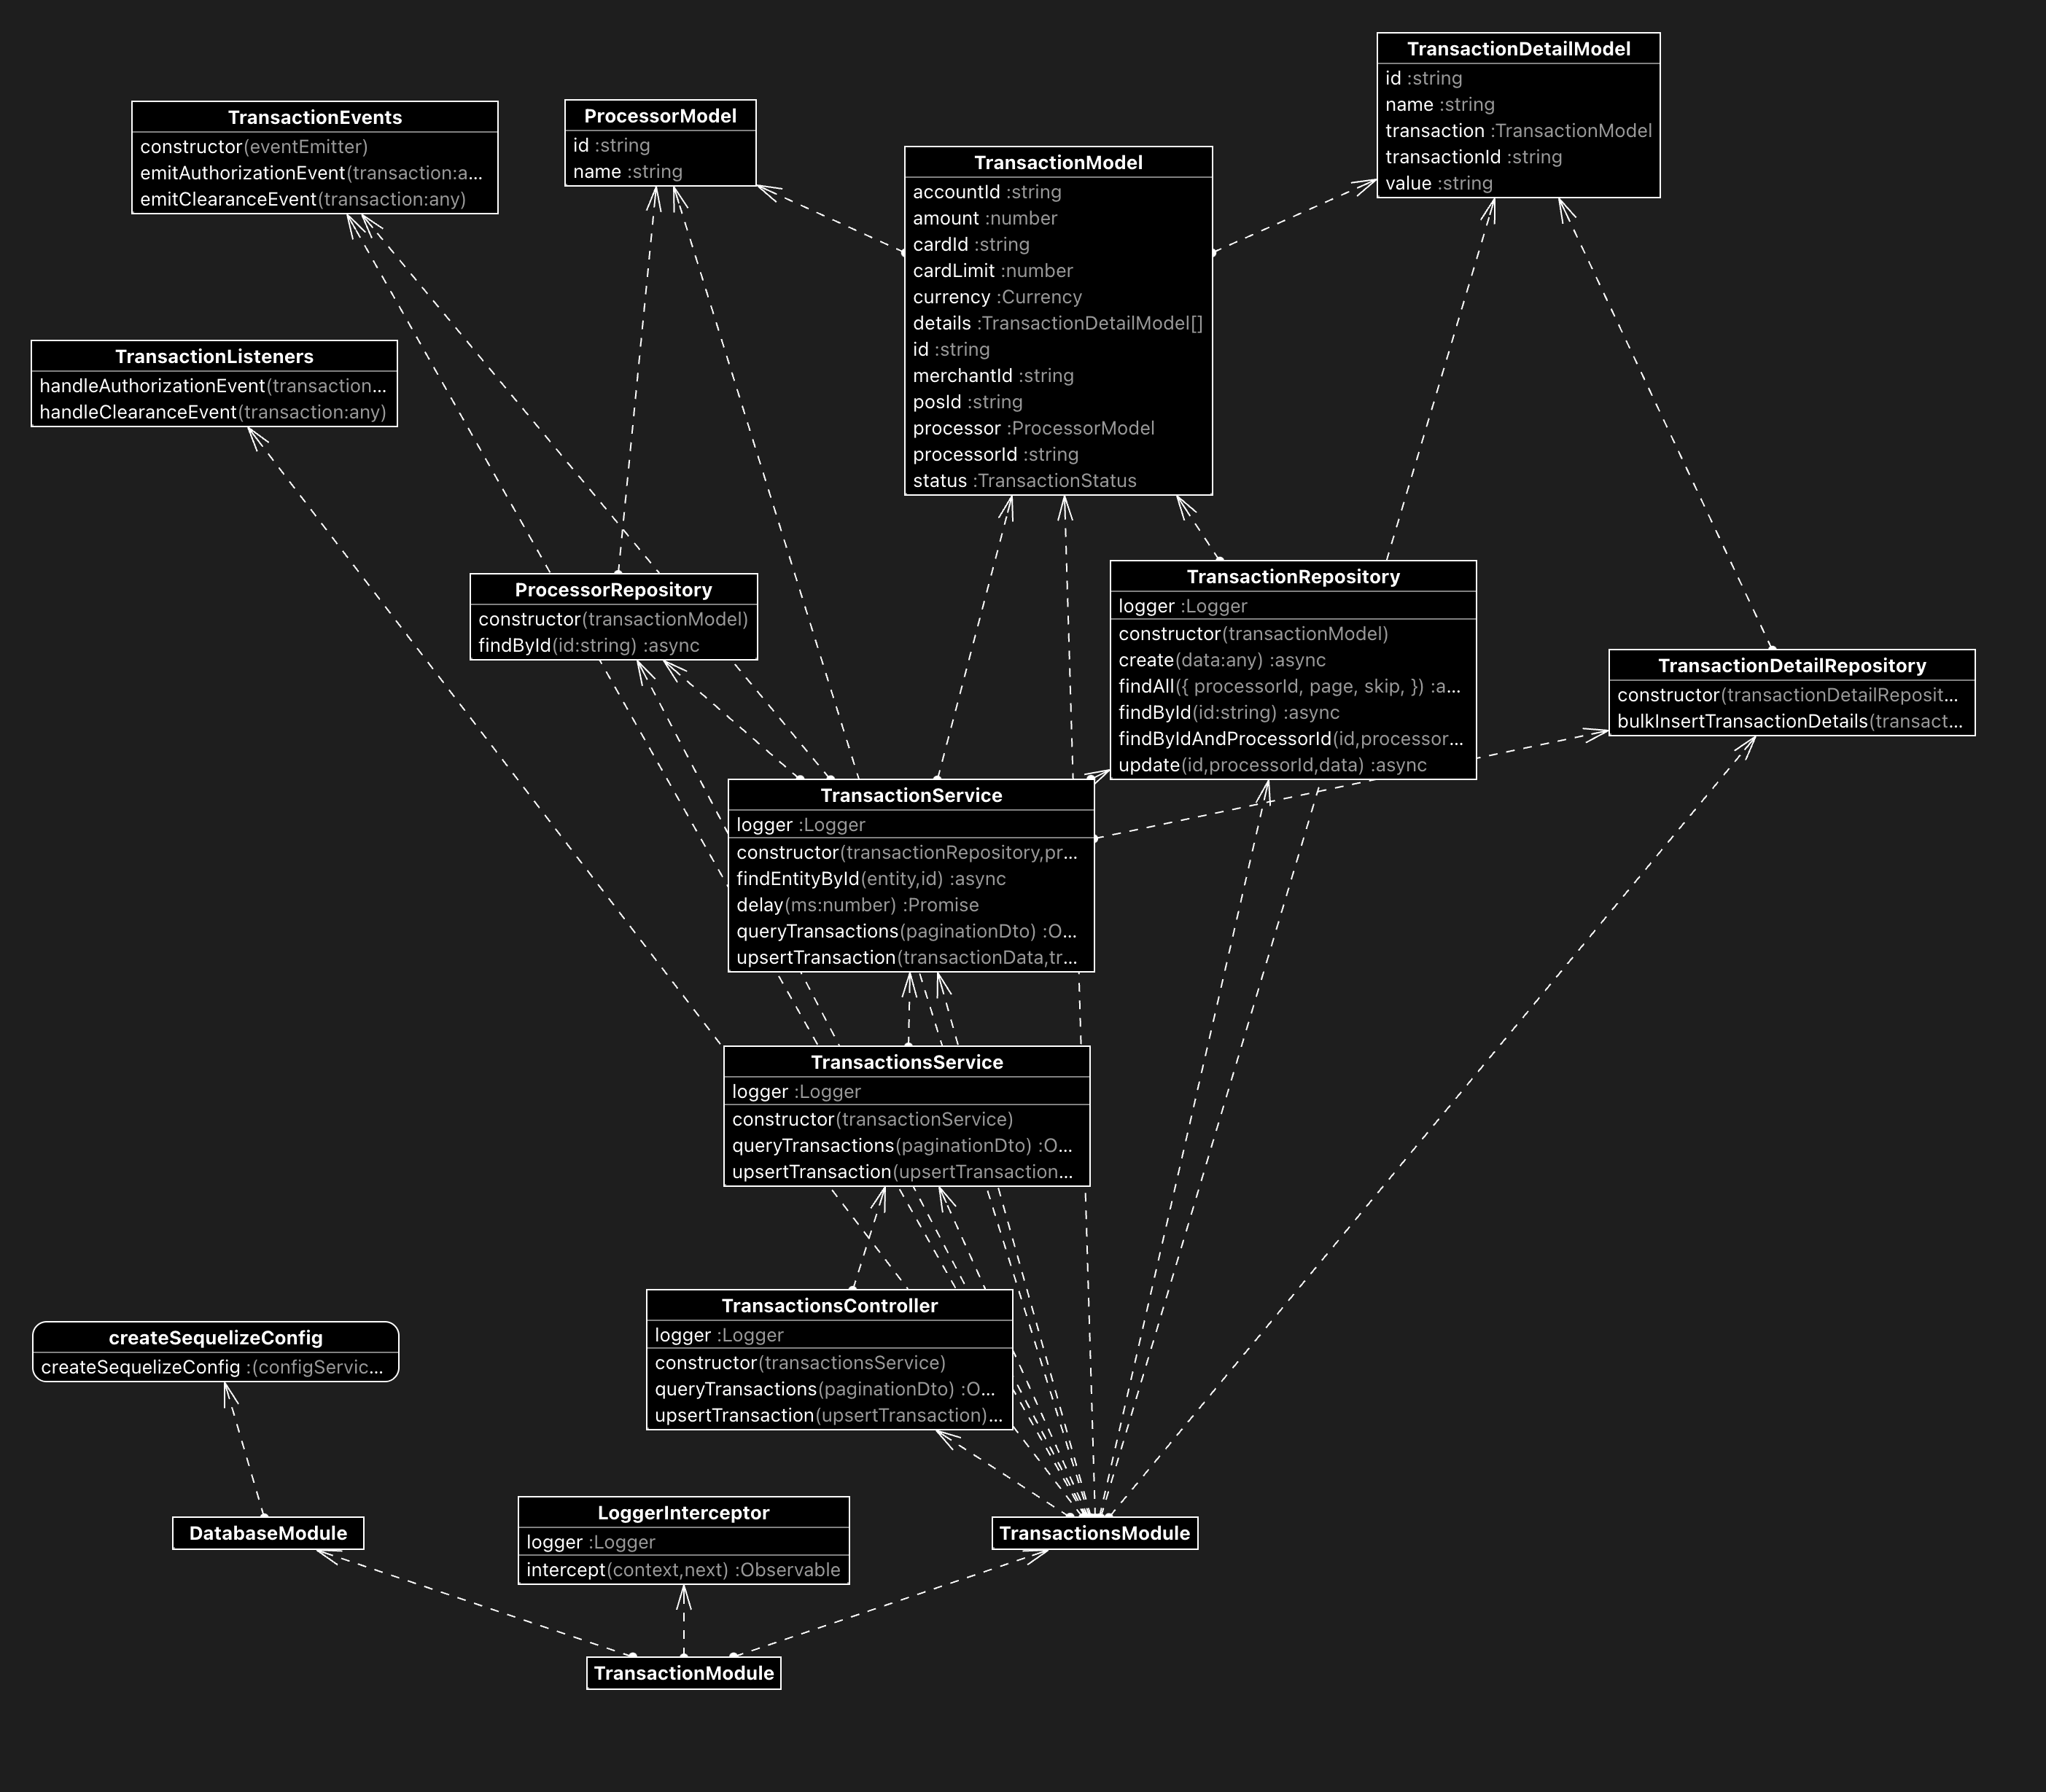 TransactionDetailModel
id :string
name :string
transaction :TransactionModel
transactionId :string
value :string
TransactionEvents
constructor(eventEmitter)
emitAuthorizationEvent(transaction:a...
emitClearanceEvent(transaction:any)
ProcessorModel
id :string
name :string
TransactionModel
accountId :string
amount :number
cardId :string
cardLimit :number
currency :Currency
details :TransactionDetailModel[]
id :string
merchantId :string
posId :string
processor :ProcessorModel
processorId :string
status :TransactionStatus
TransactionListeners
handleAuthorizationEvent(transaction...
handleClearanceEvent(transaction:any)
ProcessorRepository
constructor(transactionModel)
findById(id:string) :async
TransactionRepository
logger :Logger
constructor(transactionModel)
create(data:any) :async
findAll({ processorId, page, skip, }) :a...
findById(id:string) :async
findByIdAndProcessorId(id,processor...
update(id,processorId,data) :async
TransactionDetailRepository
constructor(transactionDetailReposit...
bulkInsertTransactionDetails(transact...
TransactionService
logger :Logger
constructor(transactionRepository,pr...
findEntityById(entity,id) :async
delay(ms:number) :Promise
queryTransactions(paginationDto) :O...
upsertTransaction(transactionData,tr...
TransactionsService
logger :Logger
constructor(transactionService)
queryTransactions(paginationDto) :O...
upsertTransaction(upsertTransaction...
TransactionsController
logger :Logger
constructor(transactionsService)
queryTransactions(paginationDto) :O...
upsertTransaction(upsertTransaction)...
createSequelizeConfig
createSequelizeConfig :(configServic...
DatabaseModule
LoggerInterceptor
logger :Logger
intercept(context,next) :Observable
TransactionsModule
TransactionModule